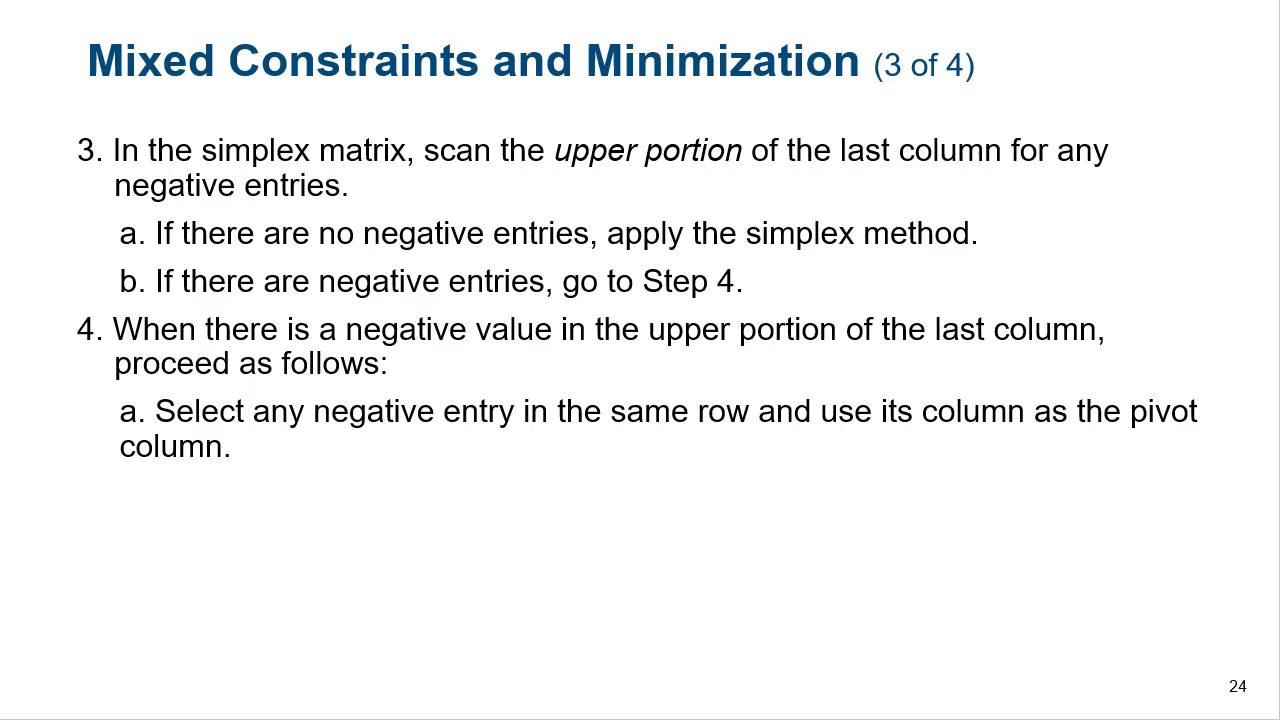 Mixed Constraints and Minimization (3 of 4)
3. In the simplex matrix, scan the upper portion of the last column for any
negative entries.
a. If there are no negative entries, apply the simplex method.
b. If there are negative entries, go to Step 4.
4. When there is a negative value in the upper portion of the last column,
proceed as follows:
a. Select any negative entry in the same row and use its column as the pivot
column.
24